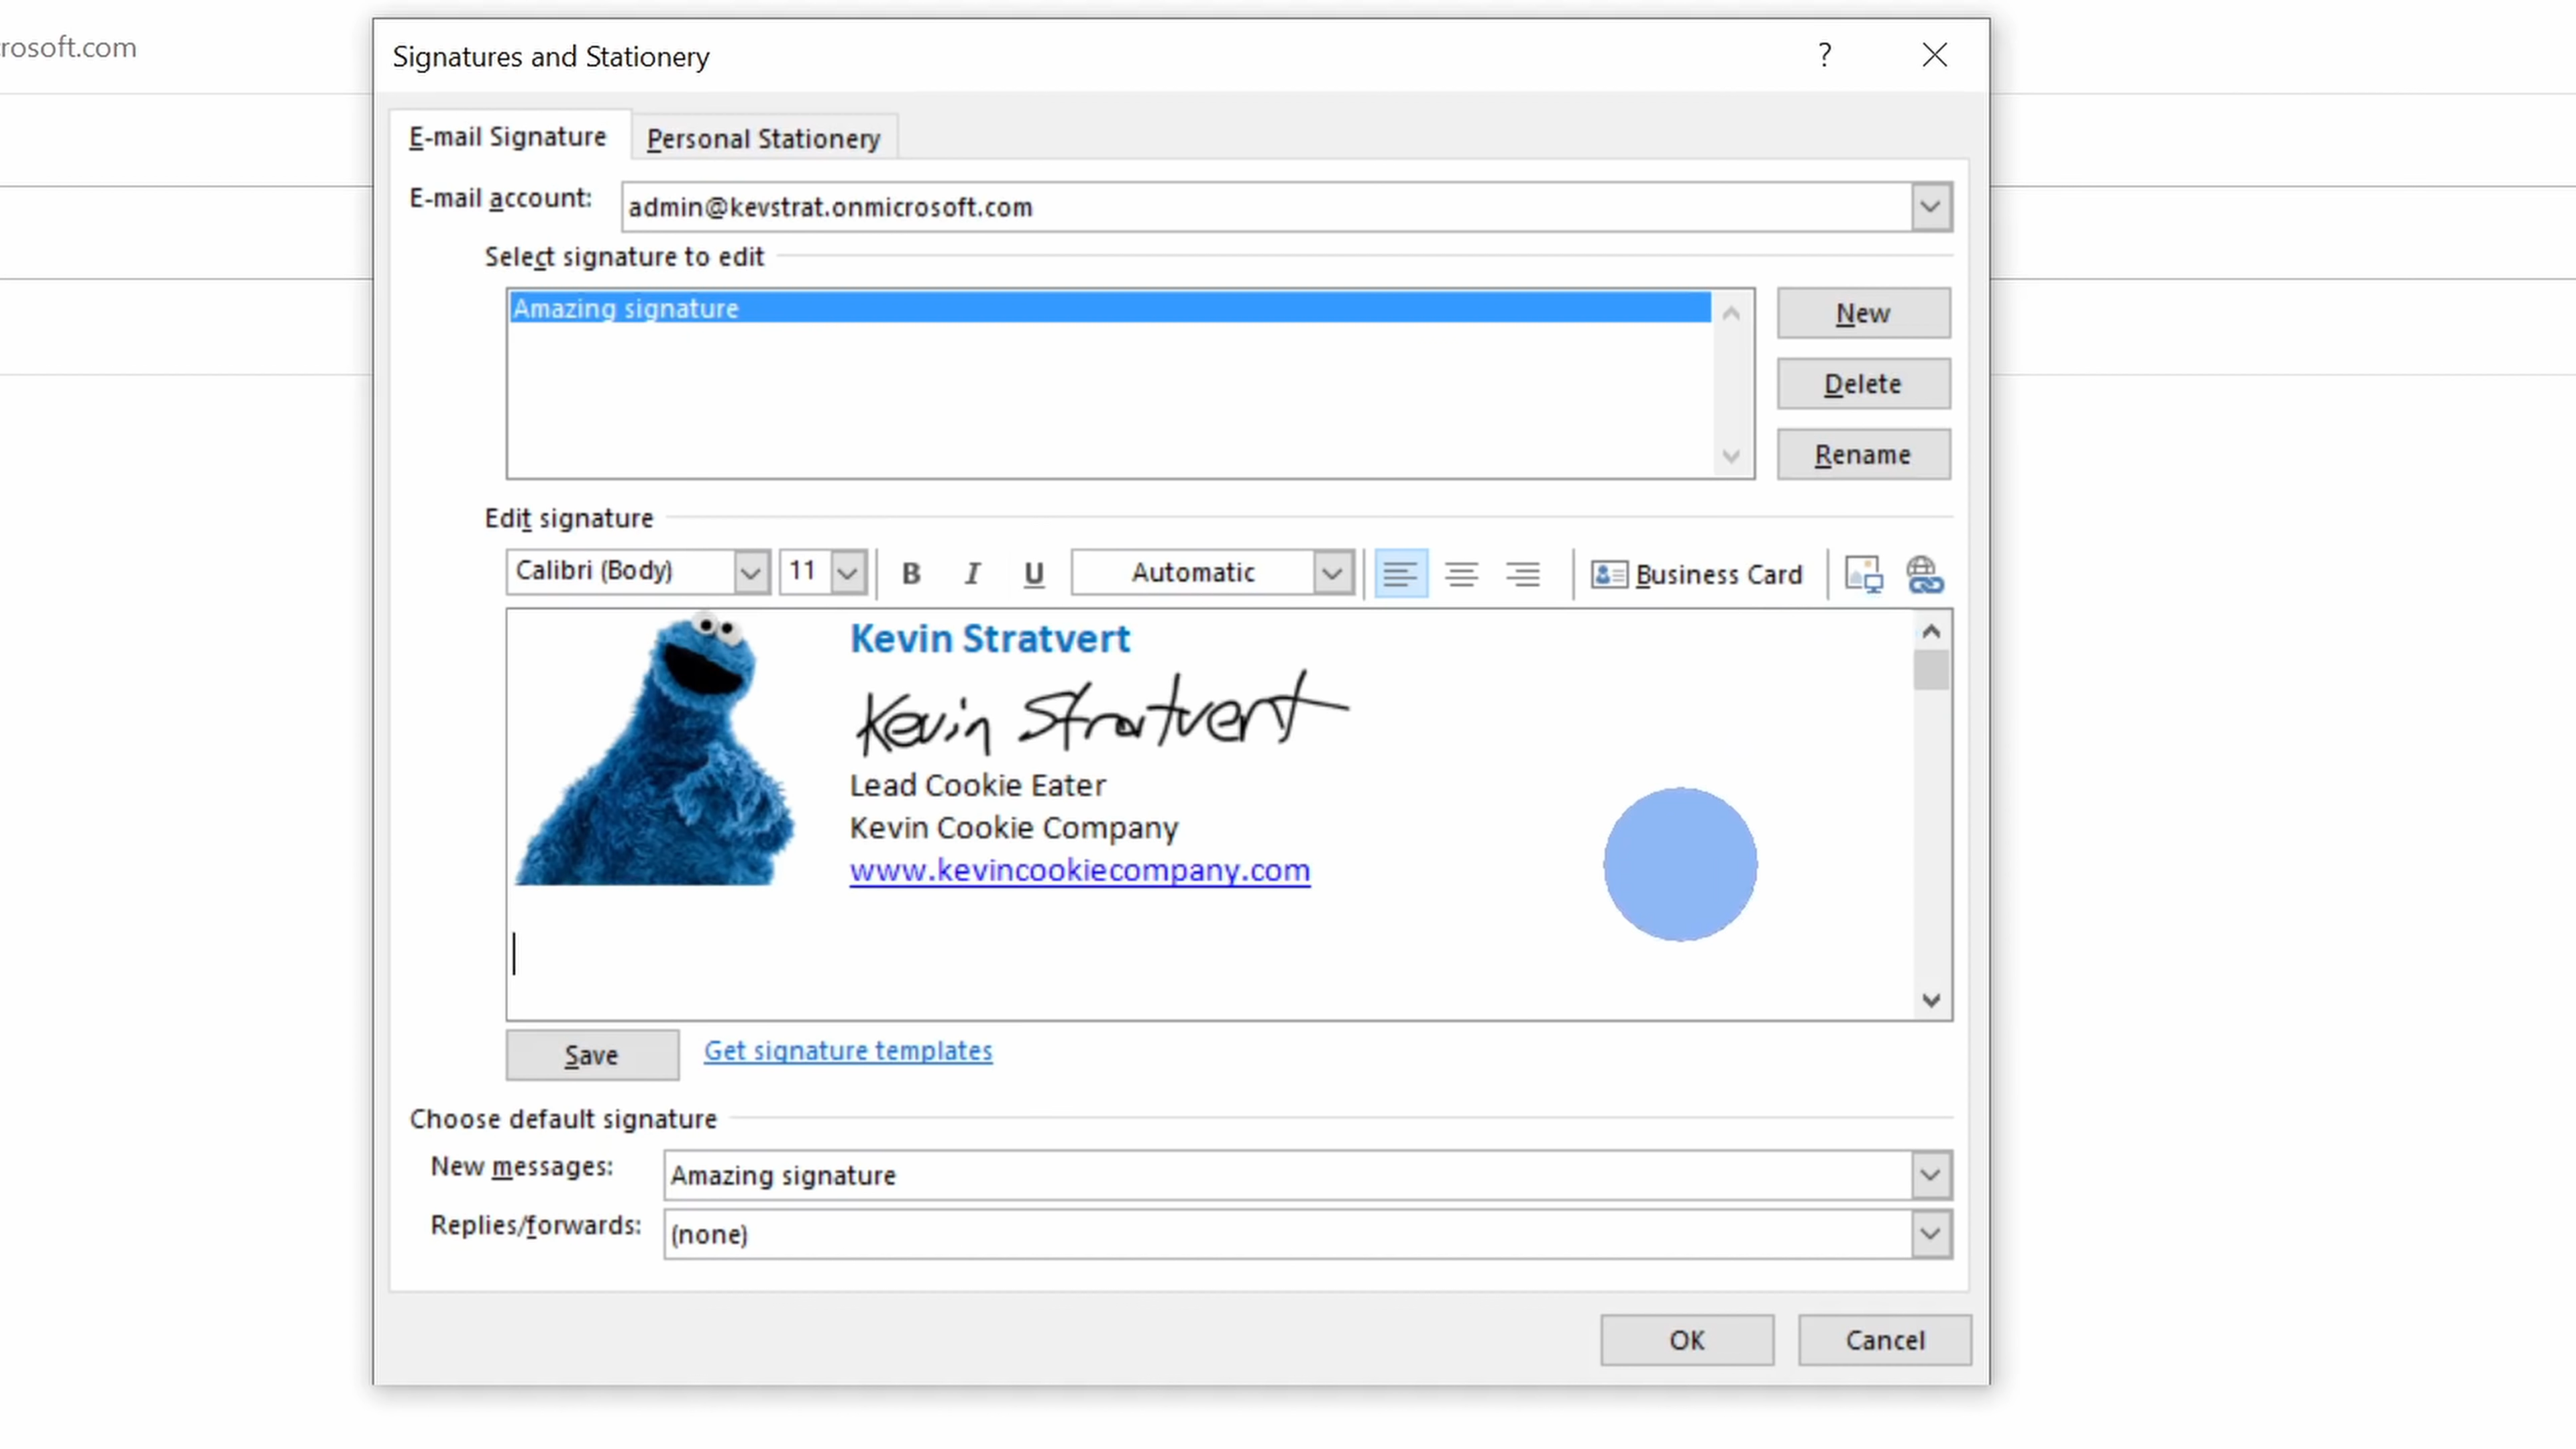 rosoft.com
Signatures and Stationery
?
E-mail Signature
Personal Stationery
E-mail account:
admin@kevstrat.onmicrosoft.com
Select signature to edit
Amazing signature
New
Delete
Rename
Edit signature
Calibri (Body)
11
B
I
U
Automatic
Business Card
Kevin Stratvert
Kevin Stratvert
Lead Cookie Eater
Kevin Cookie Company
www.kevincookiecompany.com
Save
Get signature templates
Choose default signature
New messages:
Amazing signature
Replies/forwards:
(none)
OK
Cancel